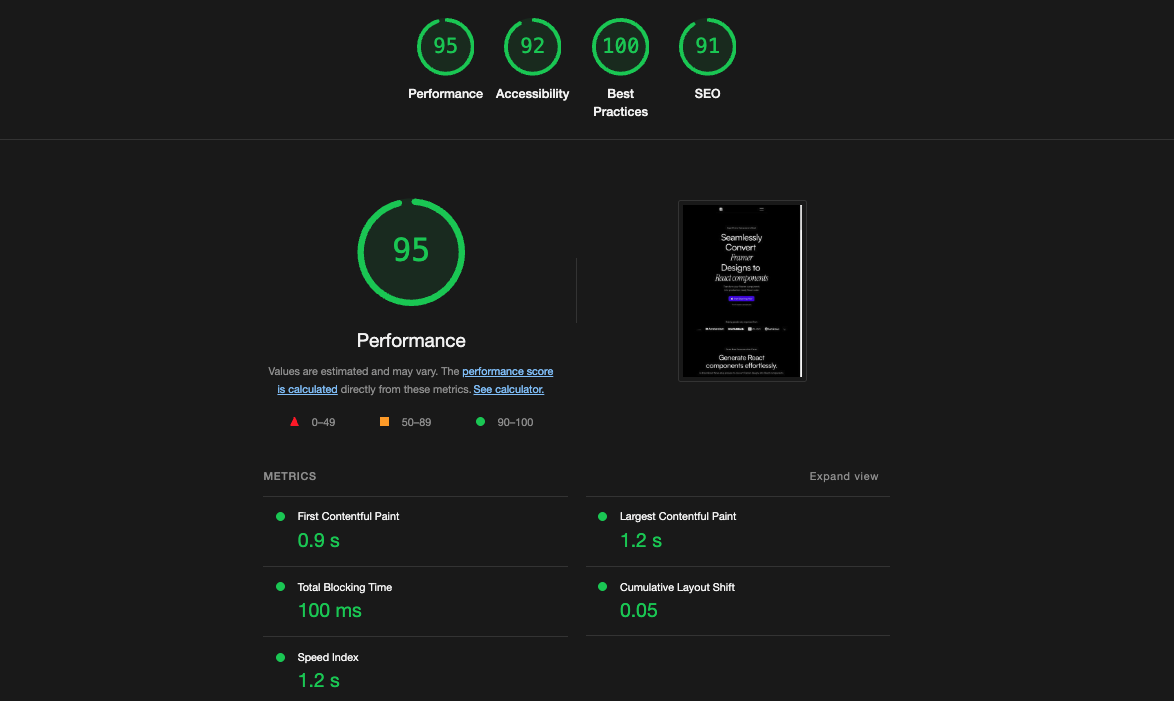 95
92
100
91
Performance
Accessibility
Best
Practices
SEO
95
Performance
Values are estimated and may vary. The performance score
is calculated directly from these metrics. See calculator.
0–49
50–89
90–100
Seamlessly
Convert
Framer
Designs to
React components
Generate React
components effortlessly.
METRICS
Expand view
First Contentful Paint
0.9 s
Largest Contentful Paint
1.2 s
Total Blocking Time
100 ms
Cumulative Layout Shift
0.05
Speed Index
1.2 s